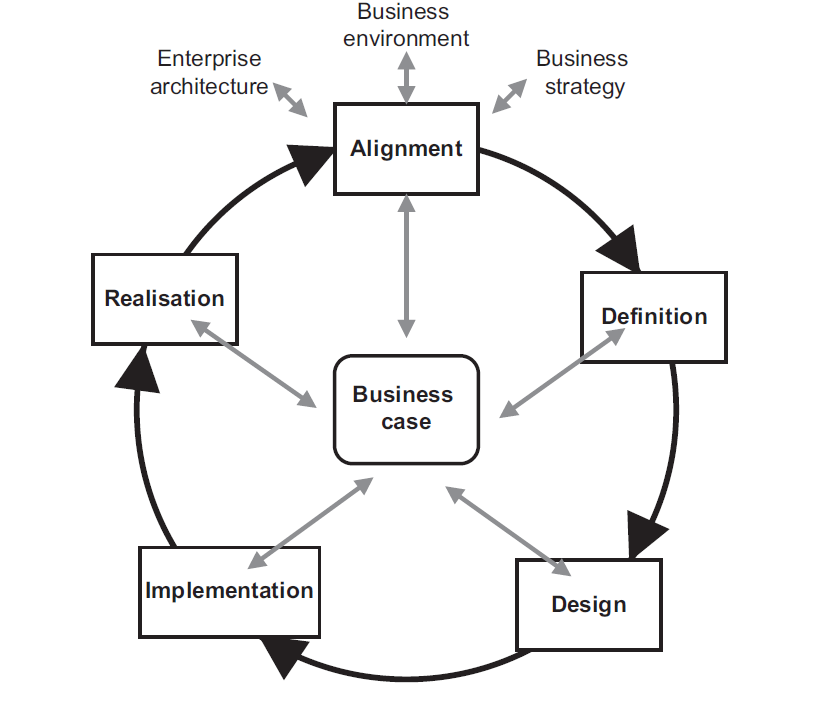 Business
environment
Enterprise
architecture
Business
strategy
Alignment
Realisation
Definition
Business
case
Implementation
Design